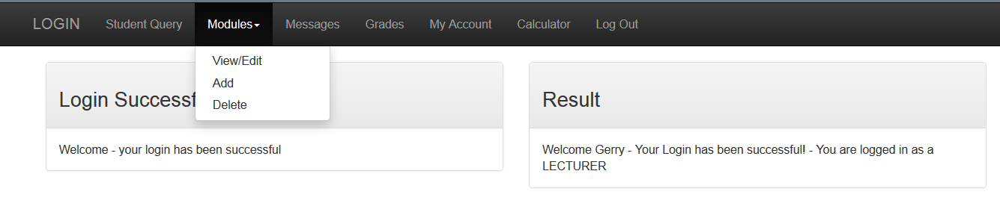 LOGIN Student Query Modules Messages Grades My Account Calculator Log Out
View/Edit
Add
Delete
Login Successf
Welcome - your login has been successful
Result
Welcome Gerry - Your Login has been successful! - You are logged in as a
LECTURER